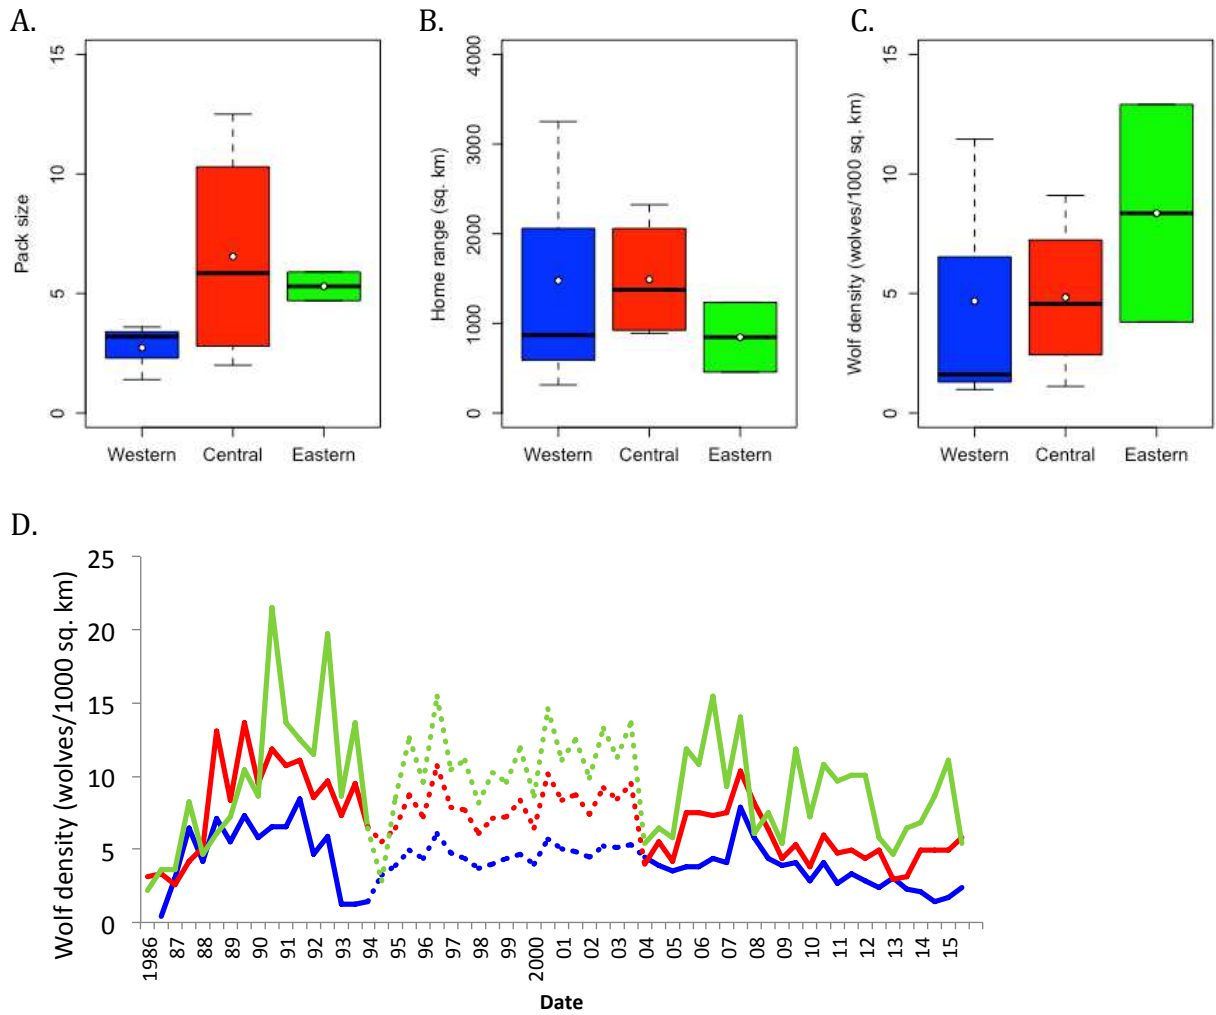 A.
B.
C.
Pack size
15
10
5
0
Western Central Eastern
Home range (sq. km)
4000
3000
2000
1000
0
Western Central Eastern
Wolf density (wolves/1000 sq. km)
15
10
5
0
Western Central Eastern
D.
Wolf density (wolves/1000 sq. km)
25
20
15
10
5
0
1986 87 88 89 90 91 92 93 94 95 96 97 98 99 2000 01 02 03 04 05 06 07 08 09 10 11 12 13 14 15
Date